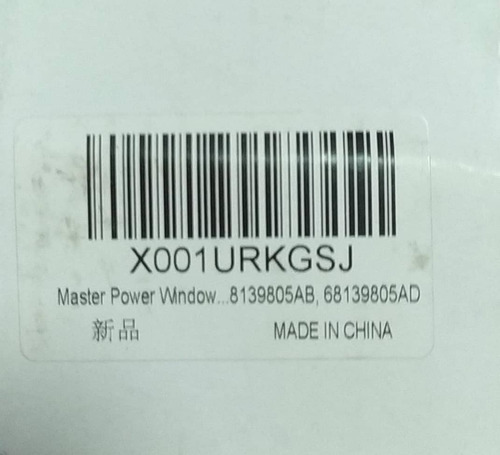 X001URKGSJ
Master Power Window...8139805AB, 68139805AD
新品 MADE IN CHINA